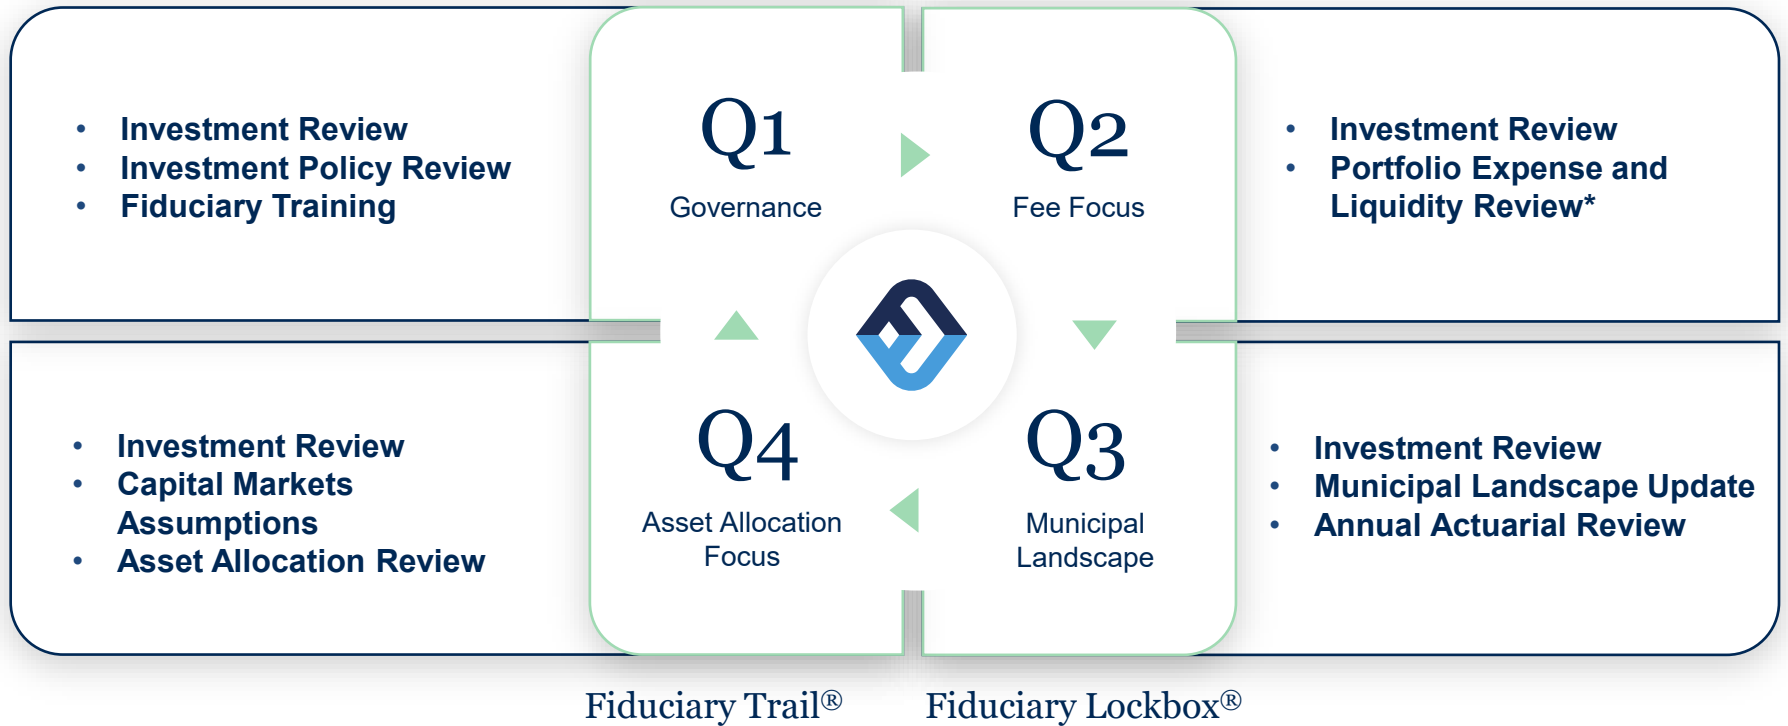 • Investment Review
• Investment Policy Review
• Fiduciary Training
Q1
Governance
Q2
Fee Focus
• Investment Review
• Portfolio Expense and
Liquidity Review*
• Investment Review
• Capital Markets
Assumptions
• Asset Allocation Review
Q4
Asset Allocation
Focus
Q3
Municipal
Landscape
• Investment Review
• Municipal Landscape Update
• Annual Actuarial Review
Fiduciary Trail®
Fiduciary Lockbox®